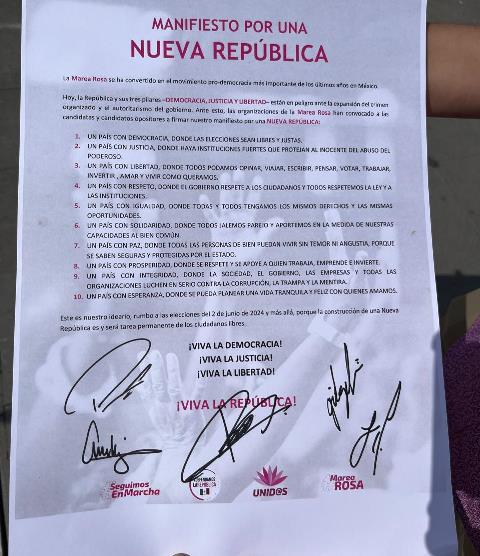 MANIFIESTO POR UNA
NUEVA REPÚBLICA
La Marea Rosa se ha convertido en el movimiento pro-democracia más importante de los últimos años en México.
Hoy, la República y sus tres pilares –DEMOCRACIA, JUSTICIA Y LIBERTAD– están en peligro ante la expansión del crimen
organizado y el autoritarismo del gobierno. Ante esto, las organizaciones de la Marea Rosa han convocado a las
candidatas y candidatos opositores a firmar nuestro manifiesto por una NUEVA REPÚBLICA:
1. UN PAÍS CON DEMOCRACIA, DONDE LAS ELECCIONES SEAN LIBRES Y JUSTAS.
2. UN PAÍS CON JUSTICIA, DONDE HAYA INSTITUCIONES FUERTES QUE PROTEJAN AL INOCENTE DEL ABUSO DEL
PODEROSO.
3. UN PAÍS CON LIBERTAD, DONDE TODOS PODAMOS OPINAR, VIAJAR, ESCRIBIR, PENSAR, VOTAR, TRABAJAR,
INVERTIR , AMAR Y VIVIR COMO QUERAMOS.
4. UN PAÍS CON RESPETO, DONDE EL GOBIERNO RESPETE A LOS CIUDADANOS Y TODOS RESPETEMOS LA LEY Y A
LAS INSTITUCIONES.
5. UN PAÍS CON IGUALDAD, DONDE TODAS Y TODOS TENGAMOS LOS MISMOS DERECHOS Y LAS MISMAS
OPORTUNIDADES.
6. UN PAÍS CON SOLIDARIDAD, DONDE TODOS JALEMOS PAREJO Y APORTEMOS EN LA MEDIDA DE NUESTRAS
CAPACIDADES AL BIEN COMÚN.
7. UN PAÍS CON PAZ, DONDE TODAS LAS PERSONAS DE BIEN PUEDAN VIVIR SIN TEMOR NI ANGUSTIA, PORQUE
SE SABEN SEGURAS Y PROTEGIDAS POR EL ESTADO.
8. UN PAÍS CON PROSPERIDAD, DONDE SE RESPETE Y SE APOYE A QUIEN TRABAJA, EMPRENDE E INVIERTE.
9. UN PAÍS CON INTEGRIDAD, DONDE LA SOCIEDAD, EL GOBIERNO, LAS EMPRESAS Y TODAS LAS
ORGANIZACIONES LUCHEN EN SERIO CONTRA LA CORRUPCIÓN, LA TRAMPA Y LA MENTIRA.
10. UN PAÍS CON ESPERANZA, DONDE SE PUEDA PLANEAR UNA VIDA TRANQUILA Y FELIZ CON QUIENES AMAMOS.
Este es nuestro ideario, rumbo a las elecciones del 2 de junio de 2024 y más allá, porque la construcción de una Nueva
República es y será tarea permanente de los ciudadanos libres.
¡VIVA LA DEMOCRACIA!
¡VIVA LA JUSTICIA!
¡VIVA LA LIBERTAD!
¡VIVA LA REPÚBLICA!
Seguimos
EnMarcha
UNID@S
Marea
ROSA